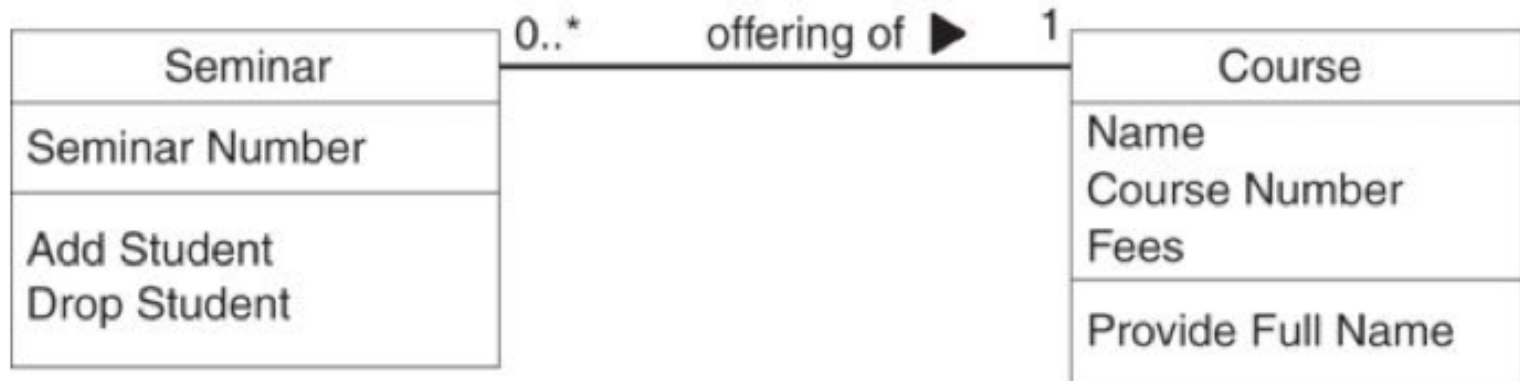 0..* offering of ▶ 1
Seminar
Seminar Number
Add Student
Drop Student
Course
Name
Course Number
Fees
Provide Full Name